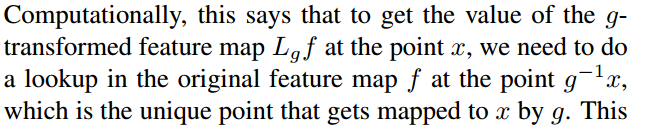 Computationally, this says that to get the value of the g-
transformed feature map L_g f at the point x, we need to do
a lookup in the original feature map f at the point g⁻¹x,
which is the unique point that gets mapped to x by g. This